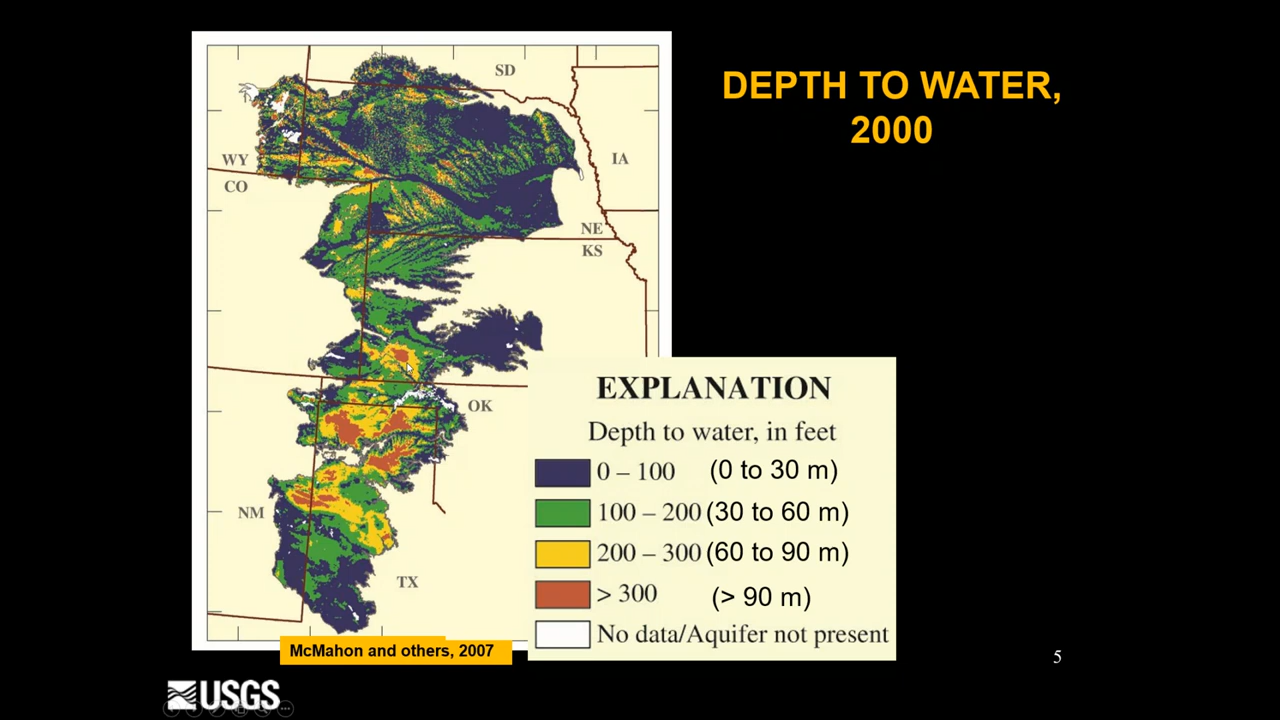 DEPTH TO WATER,
2000
SD
WY
IA
CO
NE
KS
OK
NM
TX
EXPLANATION
Depth to water, in feet
0 – 100 (0 to 30 m)
100 – 200 (30 to 60 m)
200 – 300 (60 to 90 m)
> 300 (> 90 m)
No data/Aquifer not present
McMahon and others, 2007
5
USGS